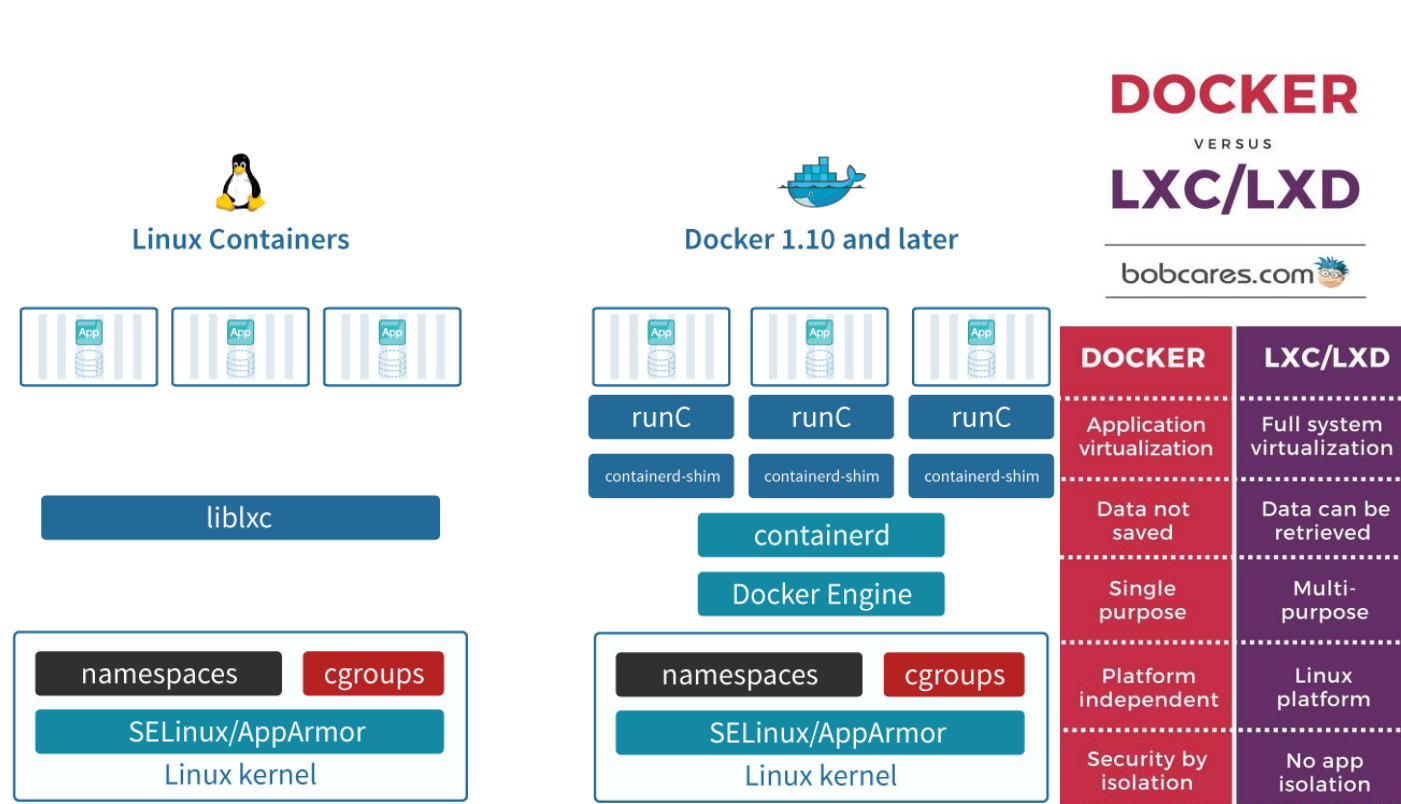 Linux Containers
App
App
App
liblxc
namespaces
cgroups
SELinux/AppArmor
Linux kernel
Docker 1.10 and later
App
App
App
runC
runC
runC
containerd-shim
containerd-shim
containerd-shim
containerd
Docker Engine
namespaces
cgroups
SELinux/AppArmor
Linux kernel
DOCKER
VERSUS
LXC/LXD
bobcares.com
DOCKER
LXC/LXD
Application
virtualization
Full system
virtualization
Data not
saved
Data can be
retrieved
Single
purpose
Multi-
purpose
Platform
independent
Linux
platform
Security by
isolation
No app
isolation